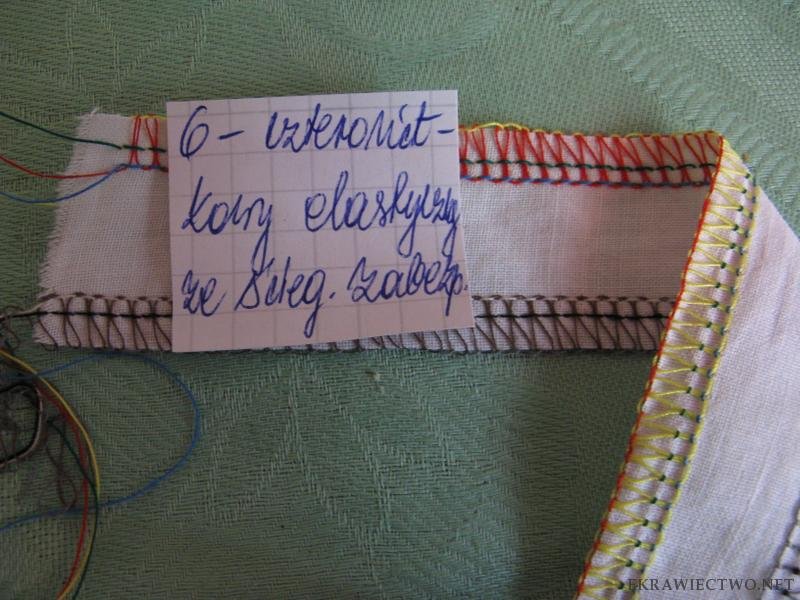 6 - czteronit-
kowy elastyczny
ze ścieg. zabezp.
EKRAWIECTWO.NET